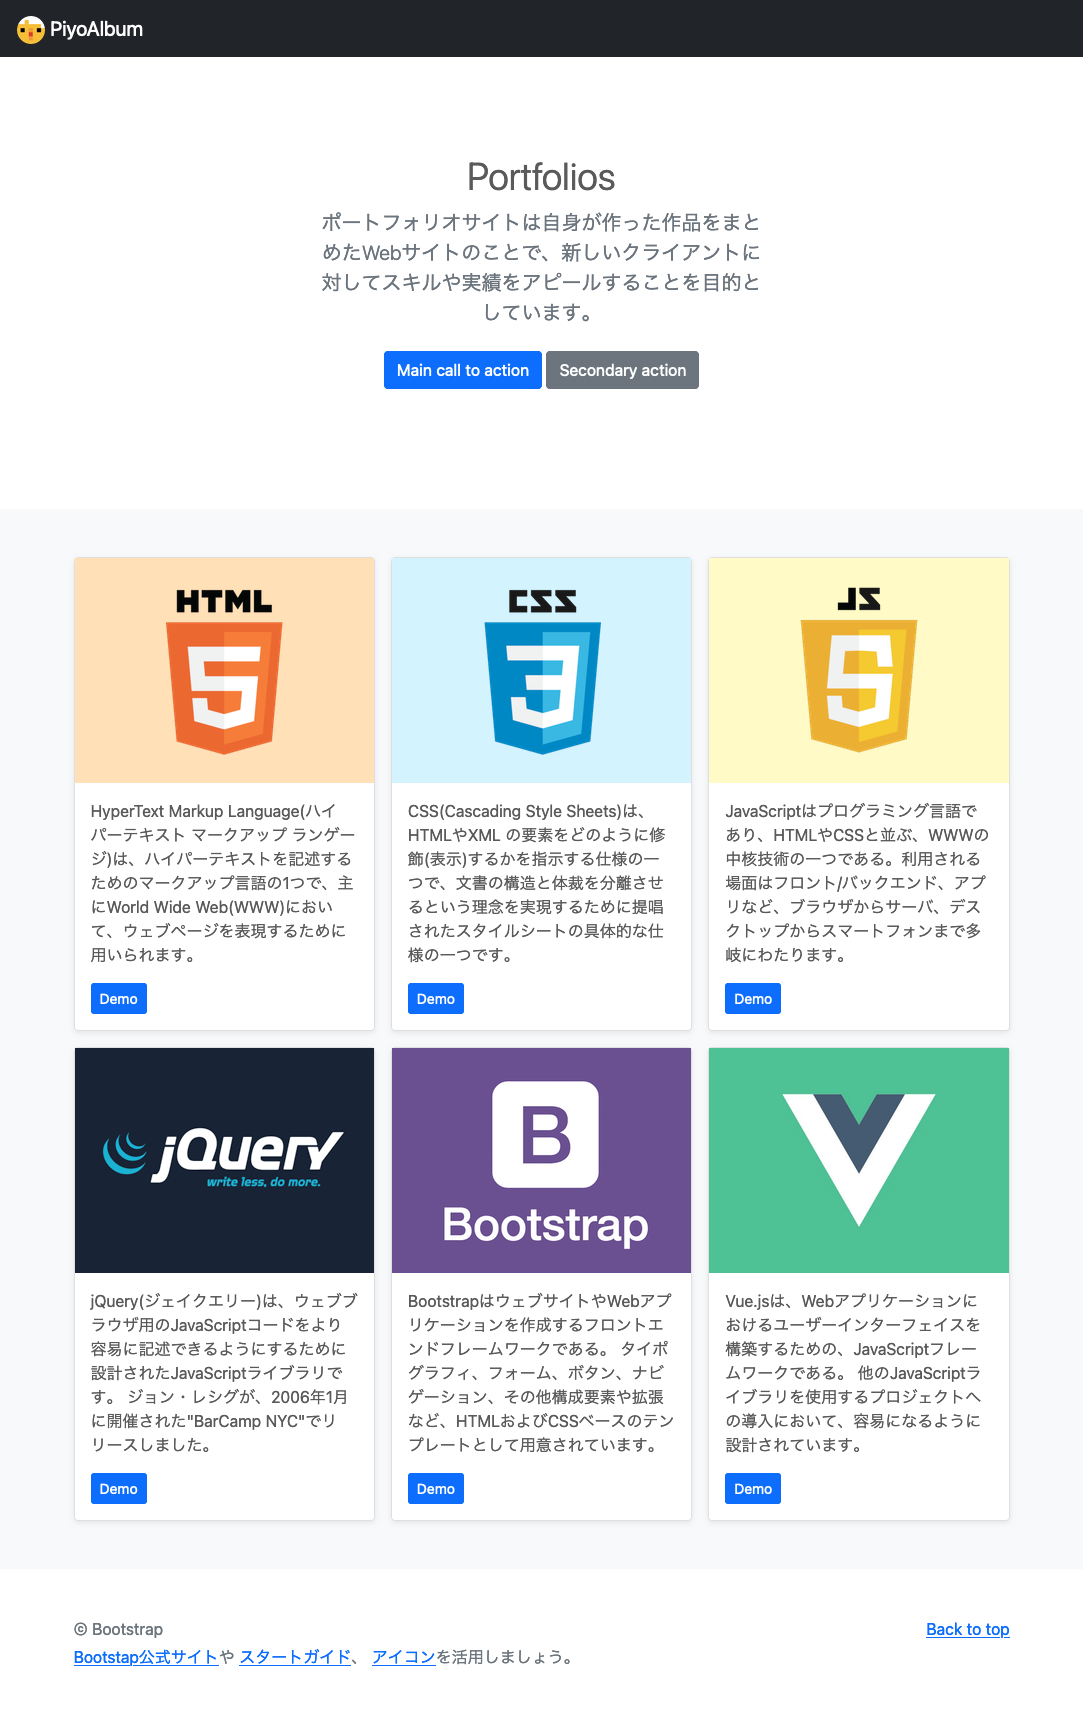 PiyoAlbum
Portfolios
ポートフォリオサイトは自身が作った作品をまと
めたWebサイトのことで、新しいクライアントに
対してスキルや実績をアピールすることを目的と
しています。
Main call to action
Secondary action
HTML
5
HyperText Markup Language(ハイ
パーテキスト マークアップ ランゲー
ジ)は、ハイパーテキストを記述する
ためのマークアップ言語の1つで、主
にWorld Wide Web(WWW)におい
て、ウェブページを表現するために
用いられます。
Demo
CSS
3
CSS(Cascading Style Sheets)は、
HTMLやXML の要素をどのように修
飾(表示)するかを指示する仕様の一
つで、文書の構造と体裁を分離させ
るという理念を実現するために提唱
されたスタイルシートの具体的な仕
様の一つです。
Demo
JS
5
JavaScriptはプログラミング言語で
あり、HTMLやCSSと並ぶ、WWWの
中核技術の一つである。利用される
場面はフロント/バックエンド、アプ
リなど、ブラウザからサーバ、デス
クトップからスマートフォンまで多
岐にわたります。
Demo
jQuery
write less, do more.
jQuery(ジェイクエリー)は、ウェブブ
ラウザ用のJavaScriptコードをより
容易に記述できるようにするために
設計されたJavaScriptライブラリで
す。 ジョン・レシグが、2006年1月
に開催された"BarCamp NYC"でリ
リースしました。
Demo
B
Bootstrap
BootstrapはウェブサイトやWebアプ
リケーションを作成するフロントエ
ンドフレームワークである。 タイポ
グラフィ、フォーム、ボタン、ナビ
ゲーション、その他構成要素や拡張
など、HTMLおよびCSSベースのテン
プレートとして用意されています。
Demo
Vue.jsは、Webアプリケーションに
おけるユーザーインターフェイスを
構築するための、JavaScriptフレー
ムワークである。 他のJavaScriptラ
イブラリを使用するプロジェクトへ
の導入において、容易になるように
設計されています。
Demo
© Bootstrap
Back to top
Bootstap公式サイトや スタートガイド、 アイコンを活用しましょう。